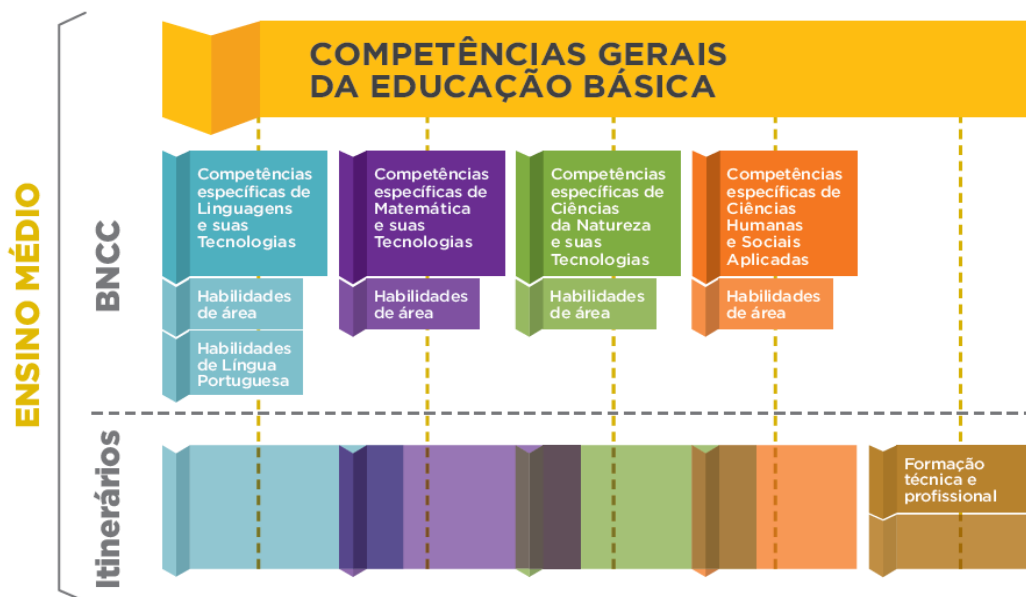 ENSINO MÉDIO
BNCC
COMPETÊNCIAS GERAIS
DA EDUCAÇÃO BÁSICA
Competências
específicas de
Linguagens
e suas
Tecnologias
Habilidades
de área
Habilidades
de Língua
Portuguesa
Competências
específicas de
Matemática
e suas
Tecnologias
Habilidades
de área
Competências
específicas de
Ciências
da Natureza
e suas
Tecnologias
Habilidades
de área
Competências
específicas de
Ciências
Humanas
e Sociais
Aplicadas
Habilidades
de área
Itinerários
Formação
técnica e
profissional